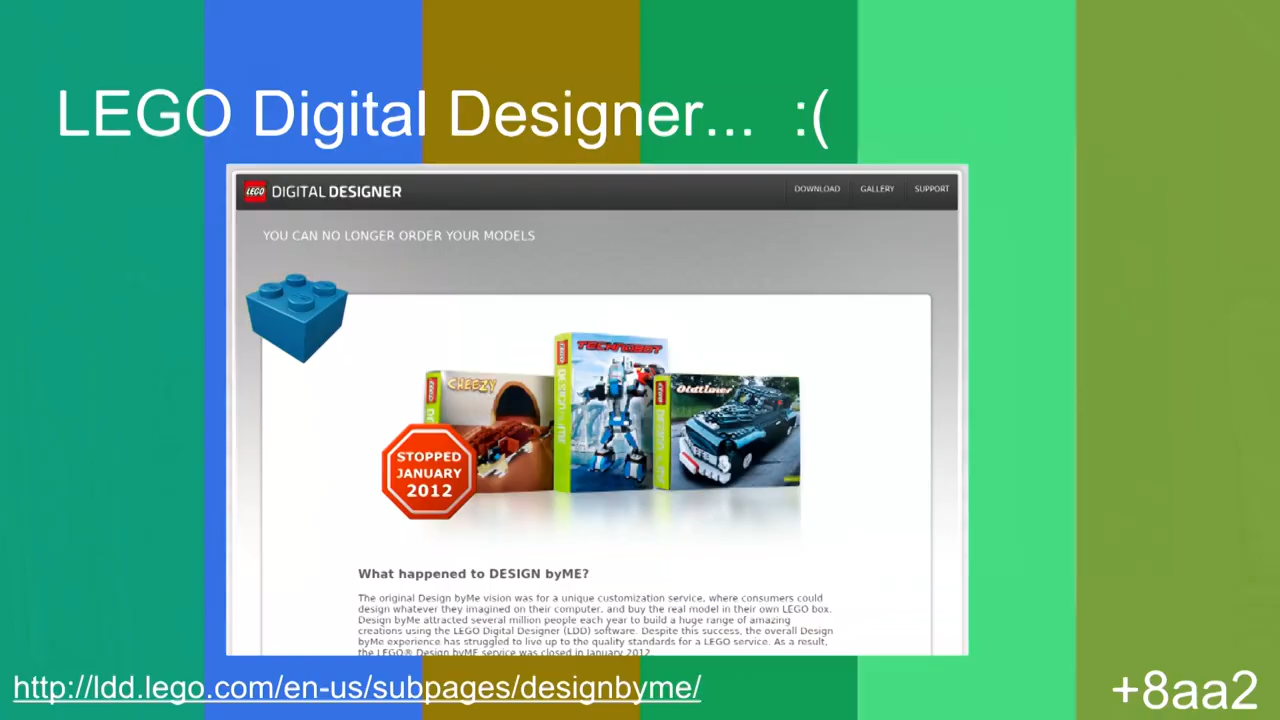 LEGO Digital Designer... :(
LEGO DIGITAL DESIGNER
DOWNLOAD GALLERY SUPPORT
YOU CAN NO LONGER ORDER YOUR MODELS
CHEEZY
TECHNOBOT
Oldtimer
DESIGN byME
STOPPED
JANUARY
2012
What happened to DESIGN byME?
The original Design byMe vision was for a unique customization service, where consumers could
design whatever they imagined on their computer, and buy the real model in their own LEGO box.
Design byMe attracted several million people each year to build a huge range of amazing
creations using the LEGO Digital Designer (LDD) software. Despite this success, the overall Design
byMe experience has struggled to live up to the quality standards for a LEGO service. As a result,
the LEGO® Design byME service was closed in January 2012.
http://ldd.lego.com/en-us/subpages/designbyme/
+8aa2